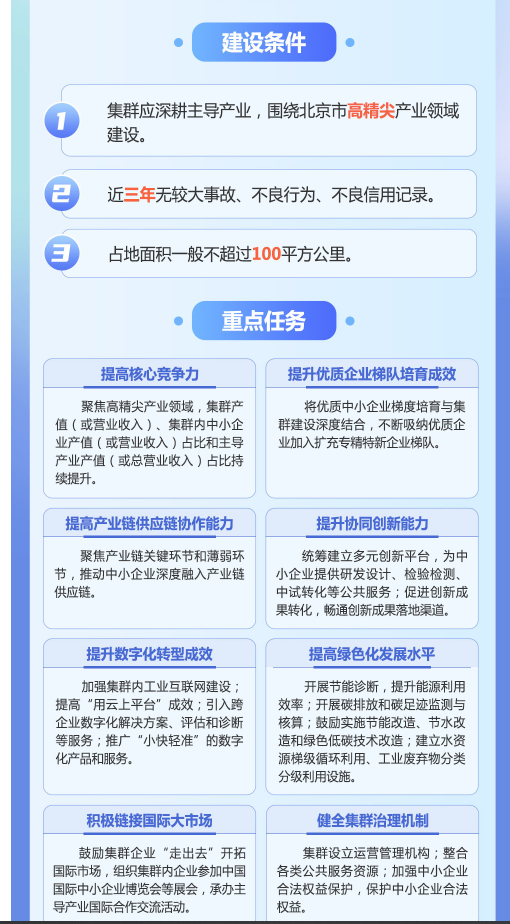 建设条件
1
集群应深耕主导产业，围绕北京市高精尖产业领域
建设。
2
近三年无较大事故、不良行为、不良信用记录。
3
占地面积一般不超过100平方公里。
重点任务
提高核心竞争力
聚焦高精尖产业领域，集群产
值（或营业收入）、集群内中小企
业产值（或营业收入）占比和主导
产业产值（或总营业收入）占比持
续提升。
提升优质企业梯队培育成效
将优质中小企业梯度培育与集
群建设深度结合，不断吸纳优质企
业加入扩充专精特新企业梯队。
提高产业链供应链协作能力
聚焦产业链关键环节和薄弱环
节，推动中小企业深度融入产业链
供应链。
提升协同创新能力
统筹建立多元创新平台，为中
小企业提供研发设计、检验检测、
中试转化等公共服务；促进创新成
果转化，畅通创新成果落地渠道。
提升数字化转型成效
加强集群内工业互联网建设；
提高“用云上平台”成效；引入跨
企业数字化解决方案、评估和诊断
等服务；推广“小快轻准”的数字
化产品和服务。
提高绿色化发展水平
开展节能诊断，提升能源利用
效率；开展碳排放和碳足迹监测与
核算；鼓励实施节能改造、节水改
造和绿色低碳技术改造；建立水资
源梯级循环利用、工业废弃物分类
分级利用设施。
积极链接国际大市场
鼓励集群企业“走出去”开拓
国际市场，组织集群内企业参加中国
国际中小企业博览会等展会，承办主
导产业国际合作交流活动。
健全集群治理机制
集群设立运营管理机构；整合
各类公共服务资源；加强中小企业
合法权益保护，保护中小企业合法
权益。